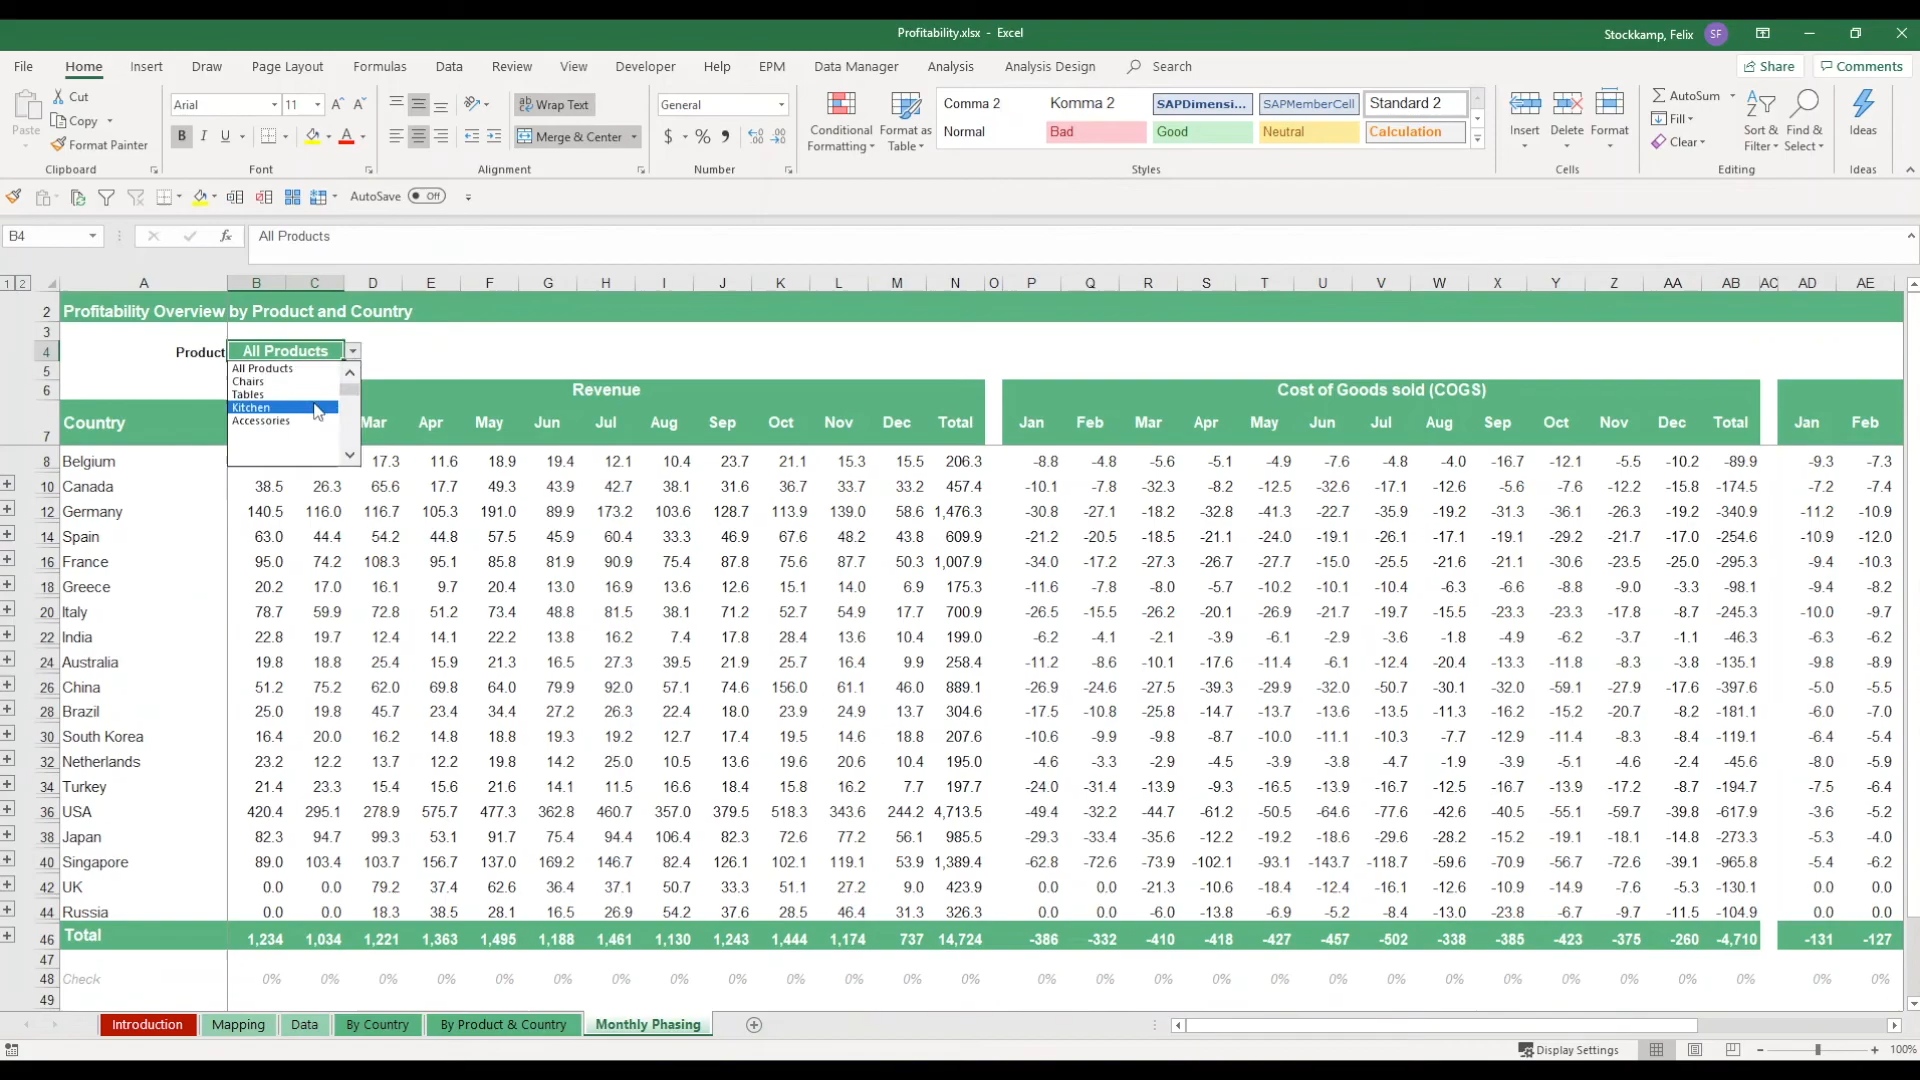 Profitability.xlsx - Excel
Stockkamp, Felix SF
File Home Insert Draw Page Layout Formulas Data Review View Developer Help EPM Data Manager Analysis Analysis Design Search Share Comments
Paste Cut Copy Format Painter
Clipboard
Arial 11
B I U
Font
Wrap Text
Merge & Center
Alignment
General
$ %
Number
Conditional Formatting
Format as Table
Comma 2 Komma 2 SAPDimensi... SAPMemberCell Standard 2
Normal Bad Good Neutral Calculation
Styles
Insert Delete Format
Cells
AutoSum
Fill
Clear
Sort & Filter
Find & Select
Editing
Ideas
Ideas
AutoSave Off
B4 fx All Products
1 2 A B C D E F G H I J K L M N O P Q R S T U V W X Y Z AA AB AC AD AE
2 Profitability Overview by Product and Country
3
4 Product All Products
All Products
Chairs
Tables
Kitchen
Accessories
5
6 Revenue Cost of Goods sold (COGS)
7 Country Mar Apr May Jun Jul Aug Sep Oct Nov Dec Total Jan Feb Mar Apr May Jun Jul Aug Sep Oct Nov Dec Total Jan Feb
8 Belgium 17.3 11.6 18.9 19.4 12.1 10.4 23.7 21.1 15.3 15.5 206.3 -8.8 -4.8 -5.6 -5.1 -4.9 -7.6 -4.8 -4.0 -16.7 -12.1 -5.5 -10.2 -89.9 -9.3 -7.3
10 Canada 38.5 26.3 65.6 17.7 49.3 43.9 42.7 38.1 31.6 36.7 33.7 33.2 457.4 -10.1 -7.8 -32.3 -8.2 -12.5 -32.6 -17.1 -12.6 -5.6 -7.6 -12.2 -15.8 -174.5 -7.2 -7.4
12 Germany 140.5 116.0 116.7 105.3 191.0 89.9 173.2 103.6 128.7 113.9 139.0 58.6 1,476.3 -30.8 -27.1 -18.2 -32.8 -41.3 -22.7 -35.9 -19.2 -31.3 -36.1 -26.3 -19.2 -340.9 -11.2 -10.9
14 Spain 63.0 44.4 54.2 44.8 57.5 45.9 60.4 33.3 46.9 67.6 48.2 43.8 609.9 -21.2 -20.5 -18.5 -21.1 -24.0 -19.1 -26.1 -17.1 -19.1 -29.2 -21.7 -17.0 -254.6 -10.9 -12.0
16 France 95.0 74.2 108.3 95.1 85.8 81.9 90.9 75.4 87.8 75.6 87.7 50.3 1,007.9 -34.0 -17.2 -27.3 -26.7 -27.7 -15.0 -25.5 -21.6 -21.1 -30.6 -23.5 -25.0 -295.3 -9.4 -10.3
18 Greece 20.2 17.0 16.1 9.7 20.4 13.0 16.9 13.6 12.6 15.1 14.0 6.9 175.3 -11.6 -7.8 -8.0 -5.7 -10.2 -10.1 -10.4 -6.3 -6.6 -8.8 -9.0 -3.3 -98.1 -9.4 -8.2
20 Italy 78.7 59.9 72.8 51.2 73.4 48.8 81.5 38.1 71.2 52.7 54.9 17.7 700.9 -26.5 -15.5 -26.2 -20.1 -26.9 -21.7 -19.7 -15.5 -23.3 -23.3 -17.8 -8.7 -245.3 -10.0 -9.7
22 India 22.8 19.7 12.4 14.1 22.2 13.8 16.2 7.4 17.8 28.4 13.6 10.4 199.0 -6.2 -4.1 -2.1 -3.9 -6.1 -2.9 -3.6 -1.8 -4.9 -6.2 -3.7 -1.1 -46.3 -6.3 -6.2
24 Australia 19.8 18.8 25.4 15.9 21.3 16.5 27.3 39.5 21.9 25.7 16.4 9.9 258.4 -11.2 -8.6 -10.1 -17.6 -11.4 -6.1 -12.4 -20.4 -13.3 -11.8 -8.3 -3.8 -135.1 -9.8 -8.9
26 China 51.2 75.2 62.0 69.8 64.0 79.9 92.0 57.1 74.6 156.0 61.1 46.0 889.1 -26.9 -24.6 -27.5 -39.3 -29.9 -32.0 -50.7 -30.1 -32.0 -59.1 -27.9 -17.6 -397.6 -5.0 -5.5
28 Brazil 25.0 19.8 45.7 23.4 34.4 27.2 26.3 22.4 18.0 23.9 24.9 13.7 304.6 -17.5 -10.8 -25.8 -14.7 -13.7 -13.6 -13.5 -11.3 -16.2 -15.2 -20.7 -8.2 -181.1 -6.0 -7.0
30 South Korea 16.4 20.0 16.2 14.8 18.8 19.3 19.2 12.7 17.4 19.5 14.6 18.8 207.6 -10.6 -9.9 -9.8 -8.7 -10.0 -11.1 -10.3 -7.7 -12.9 -11.4 -8.3 -8.4 -119.1 -6.4 -5.4
32 Netherlands 23.2 12.2 13.7 12.2 19.8 14.2 25.0 10.5 13.6 19.6 20.6 10.4 195.0 -4.6 -3.3 -2.9 -4.5 -3.9 -3.8 -4.7 -1.9 -3.9 -5.1 -4.6 -2.4 -45.6 -8.0 -5.9
34 Turkey 21.4 23.3 15.4 15.6 21.6 14.1 11.5 16.6 18.4 15.8 16.2 7.7 197.7 -24.0 -31.4 -13.9 -9.3 -16.5 -13.9 -16.7 -12.5 -16.7 -13.9 -17.2 -8.7 -194.7 -7.5 -6.4
36 USA 420.4 295.1 278.9 575.7 477.3 362.8 460.7 357.0 379.5 518.3 343.6 244.2 4,713.5 -49.4 -32.2 -44.7 -61.2 -50.5 -64.6 -77.6 -42.6 -40.5 -55.1 -59.7 -39.8 -617.9 -3.6 -5.2
38 Japan 82.3 94.7 99.3 53.1 91.7 75.4 94.4 106.4 82.3 72.6 77.2 56.1 985.5 -29.3 -33.4 -35.6 -12.2 -19.2 -18.6 -29.6 -28.2 -15.2 -19.1 -18.1 -14.8 -273.3 -5.3 -4.0
40 Singapore 89.0 103.4 103.7 156.7 137.0 169.2 146.7 82.4 126.1 102.1 119.1 53.9 1,389.4 -62.8 -72.6 -73.9 -102.1 -93.1 -143.7 -118.7 -59.6 -70.9 -56.7 -72.6 -39.1 -965.8 -5.4 -6.2
42 UK 0.0 0.0 79.2 37.4 62.6 36.4 37.1 50.7 33.3 51.1 27.2 9.0 423.9 0.0 0.0 -21.3 -10.6 -18.4 -12.4 -16.1 -12.6 -10.9 -14.9 -7.6 -5.3 -130.1 0.0 0.0
44 Russia 0.0 0.0 18.3 38.5 28.1 16.5 26.9 54.2 37.6 28.5 46.4 31.3 326.3 0.0 0.0 -6.0 -13.8 -6.9 -5.2 -8.4 -13.0 -23.8 -6.7 -9.7 -11.5 -104.9 0.0 0.0
46 Total 1,234 1,034 1,221 1,363 1,495 1,188 1,461 1,130 1,243 1,444 1,174 737 14,724 -386 -332 -410 -418 -427 -457 -502 -338 -385 -423 -375 -260 -4,710 -131 -127
47
48 Check 0% 0% 0% 0% 0% 0% 0% 0% 0% 0% 0% 0% 0% 0% 0% 0% 0% 0% 0% 0% 0% 0% 0% 0% 0% 0% 0% 0%
49
Introduction Mapping Data By Country By Product & Country Monthly Phasing
Display Settings 100%